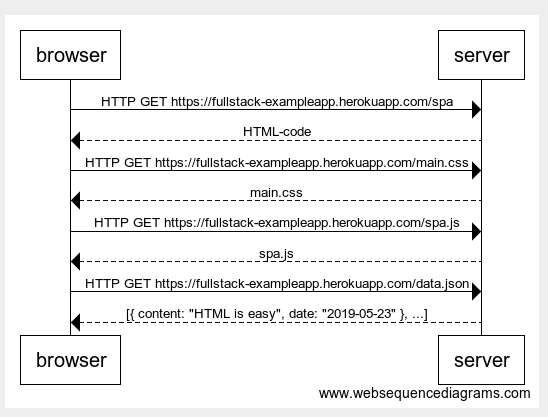 browser
server
HTTP GET https://fullstack-exampleapp.herokuapp.com/spa
HTML-code
HTTP GET https://fullstack-exampleapp.herokuapp.com/main.css
main.css
HTTP GET https://fullstack-exampleapp.herokuapp.com/spa.js
spa.js
HTTP GET https://fullstack-exampleapp.herokuapp.com/data.json
[{ content: "HTML is easy", date: "2019-05-23" }, ...]
browser
server
www.websequencediagrams.com